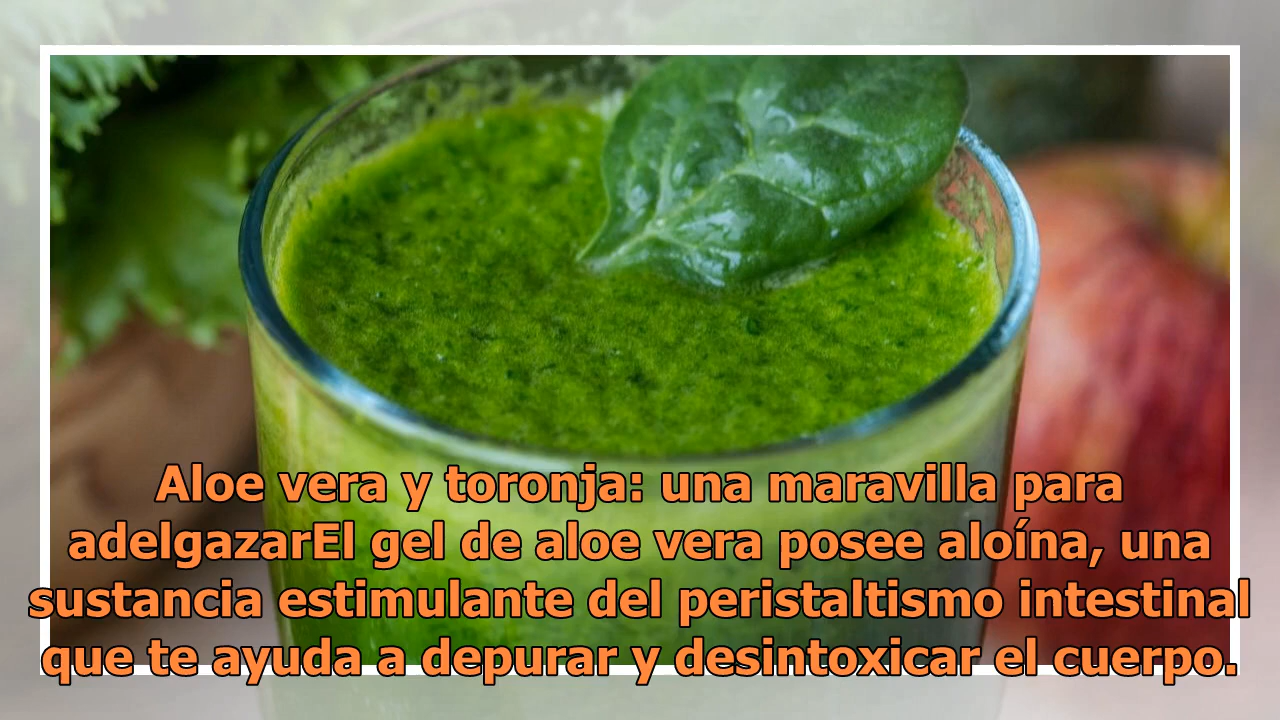 Aloe vera y toronja: una maravilla para
adelgazarEl gel de aloe vera posee aloína, una
sustancia estimulante del peristaltismo intestinal
que te ayuda a depurar y desintoxicar el cuerpo.